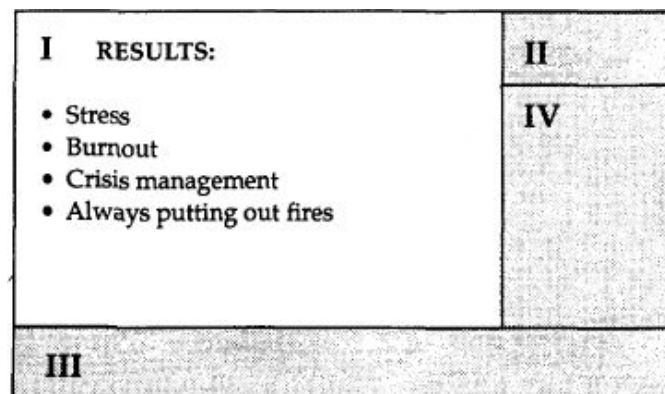 I RESULTS:
• Stress
• Burnout
• Crisis management
• Always putting out fires
II
IV
III